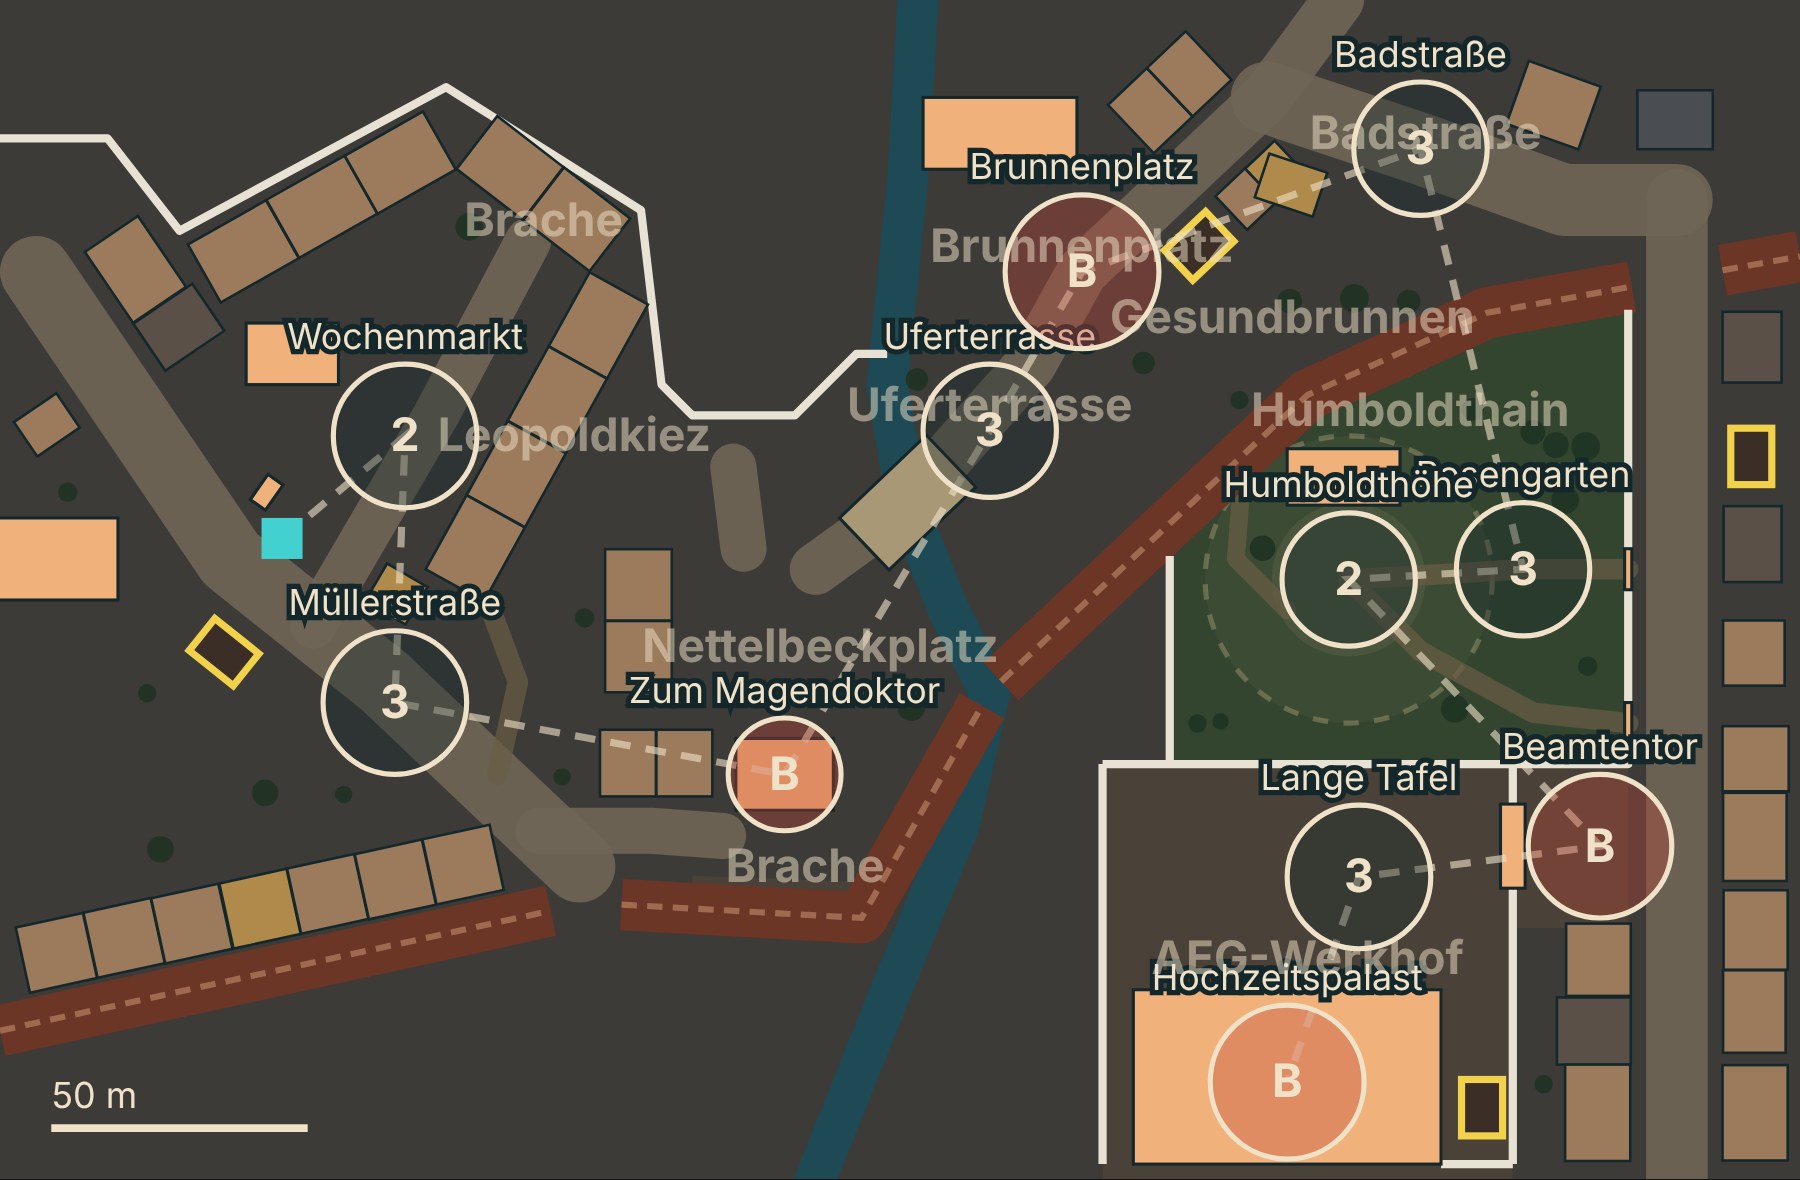 Badstraße
Badstraße
3
Brunnenplatz
Brunnenplatz
B
Brache
Gesundbrunnen
Wochenmarkt
Uferterrasse
Uferterrasse
3
2
Leopoldkiez
Humboldthain
Humboldthöhe
Rosengarten
2
3
Müllerstraße
3
Nettelbeckplatz
Zum Magendoktor
B
Beamtentor
B
Lange Tafel
3
Brache
AEG-Werkhof
Hochzeitspalast
B
50 m